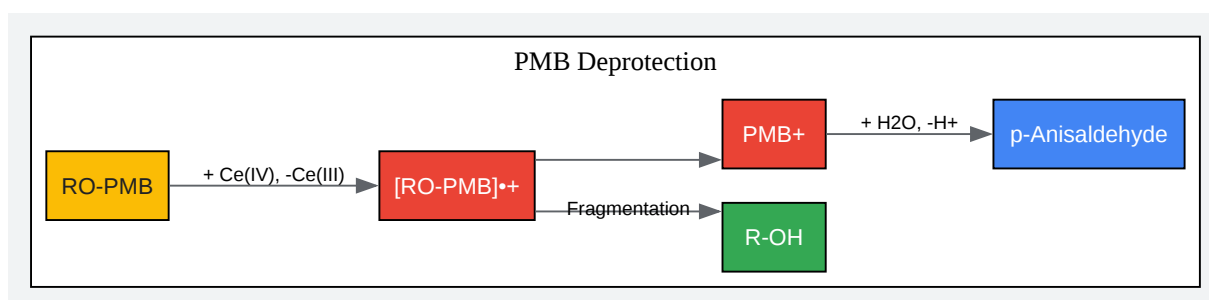 PMB Deprotection
RO-PMB
+ Ce(IV), -Ce(III)
[RO-PMB]•+
Fragmentation
PMB+
+ H2O, -H+
p-Anisaldehyde
R-OH